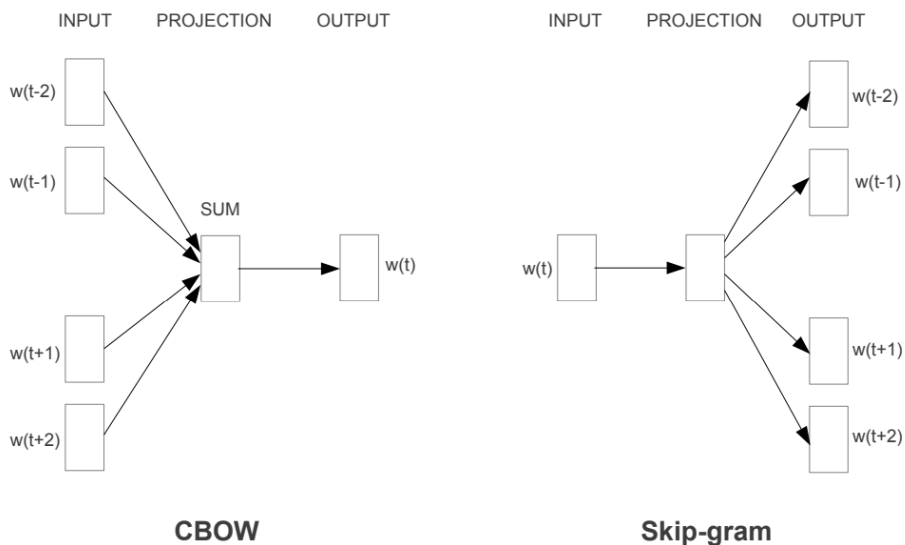 INPUT PROJECTION OUTPUT
w(t-2)
w(t-1)
SUM
w(t)
w(t+1)
w(t+2)
CBOW
INPUT PROJECTION OUTPUT
w(t-2)
w(t-1)
w(t)
w(t+1)
w(t+2)
Skip-gram